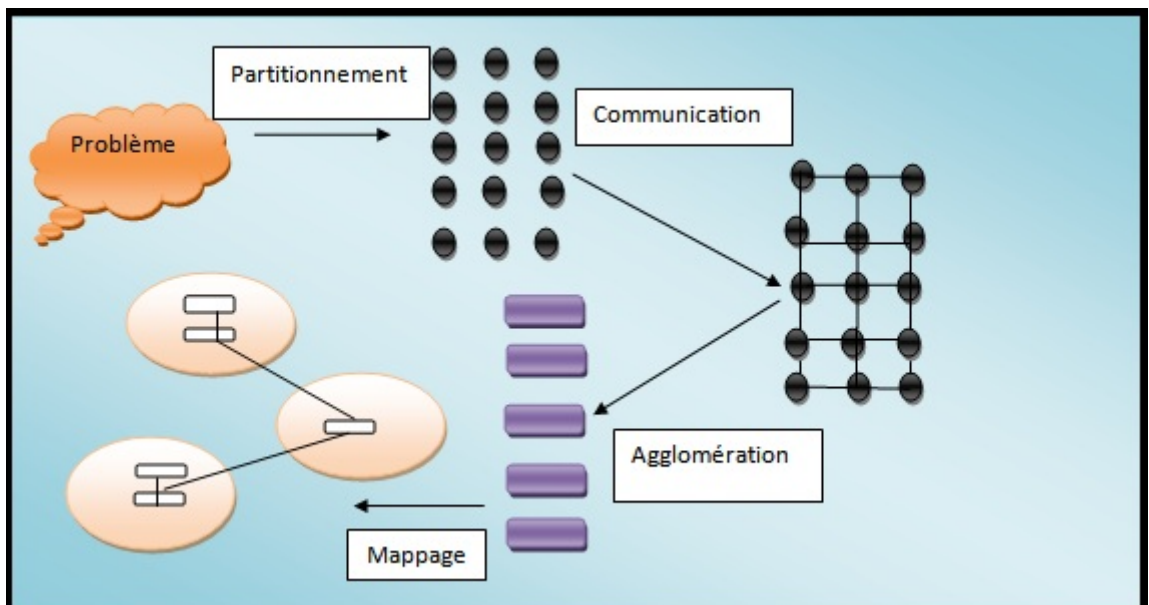 Partitionnement
Communication
Problème
Agglomération
Mappage